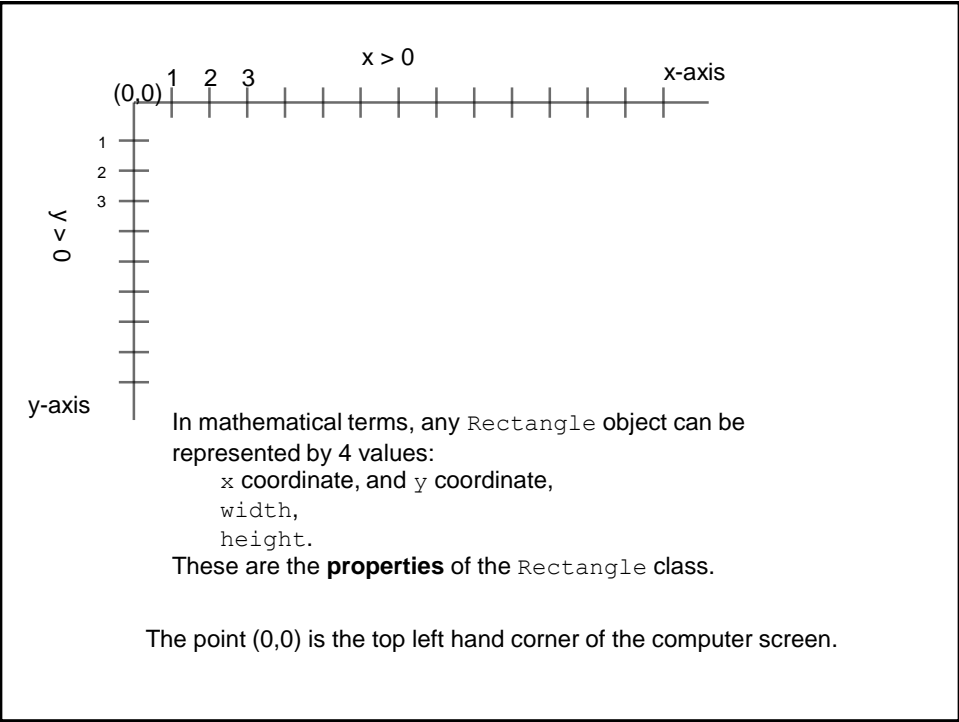 x > 0
x-axis
1 2 3
(0,0)
1
2
3
y > 0
y-axis
In mathematical terms, any Rectangle object can be
represented by 4 values:
x coordinate, and y coordinate,
width,
height.
These are the properties of the Rectangle class.
The point (0,0) is the top left hand corner of the computer screen.